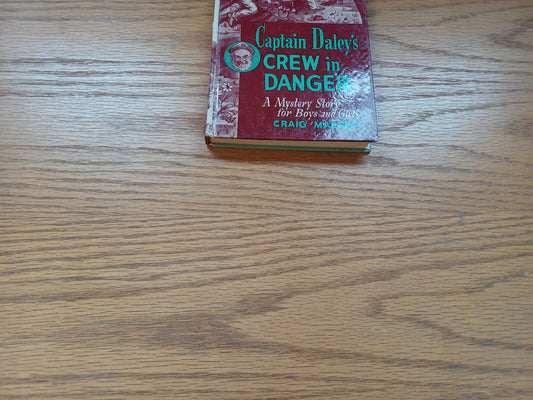 Captain Daley's
CREW in
DANGER
A Mystery Story
for Boys and Girls
CRAIG